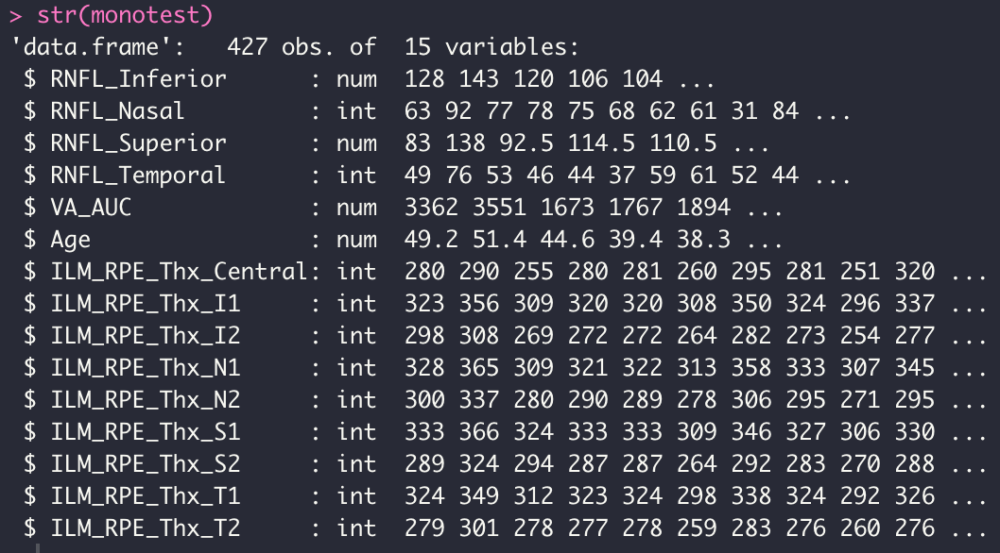 > str(monotest)
'data.frame':   427 obs. of  15 variables:
 $ RNFL_Inferior      : num  128 143 120 106 104 ...
 $ RNFL_Nasal         : int  63 92 77 78 75 68 62 61 31 84 ...
 $ RNFL_Superior      : num  83 138 92.5 114.5 110.5 ...
 $ RNFL_Temporal      : int  49 76 53 46 44 37 59 61 52 44 ...
 $ VA_AUC             : num  3362 3551 1673 1767 1894 ...
 $ Age                : num  49.2 51.4 44.6 39.4 38.3 ...
 $ ILM_RPE_Thx_Central: int  280 290 255 280 281 260 295 281 251 320 ...
 $ ILM_RPE_Thx_I1     : int  323 356 309 320 320 308 350 324 296 337 ...
 $ ILM_RPE_Thx_I2     : int  298 308 269 272 272 264 282 273 254 277 ...
 $ ILM_RPE_Thx_N1     : int  328 365 309 321 322 313 358 333 307 345 ...
 $ ILM_RPE_Thx_N2     : int  300 337 280 290 289 278 306 295 271 295 ...
 $ ILM_RPE_Thx_S1     : int  333 366 324 333 333 309 346 327 306 330 ...
 $ ILM_RPE_Thx_S2     : int  289 324 294 287 287 264 292 283 270 288 ...
 $ ILM_RPE_Thx_T1     : int  324 349 312 323 324 298 338 324 292 326 ...
 $ ILM_RPE_Thx_T2     : int  279 301 278 277 278 259 283 276 260 276 ...